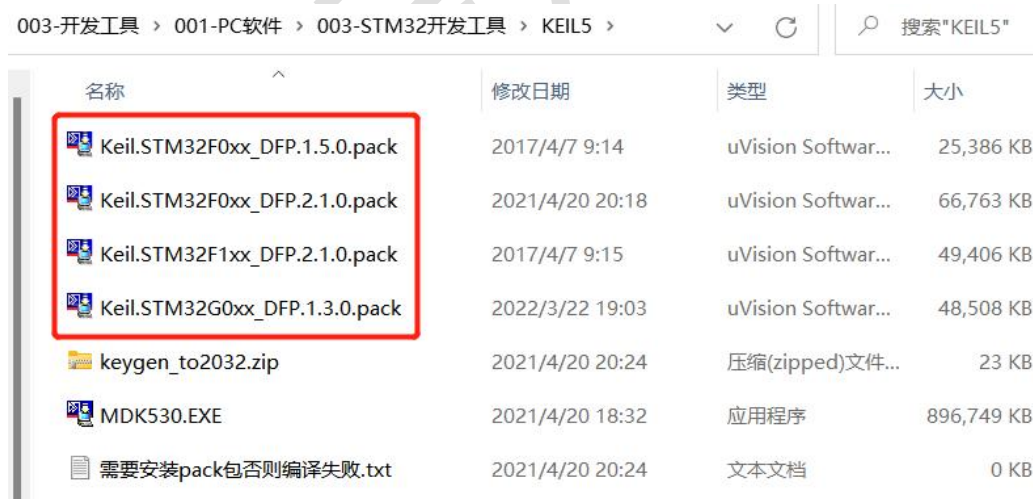 003-开发工具 > 001-PC软件 > 003-STM32开发工具 > KEIL5 > 搜索"KEIL5"
名称 修改日期 类型 大小
Keil.STM32F0xx_DFP.1.5.0.pack 2017/4/7 9:14 uVision Softwar... 25,386 KB
Keil.STM32F0xx_DFP.2.1.0.pack 2021/4/20 20:18 uVision Softwar... 66,763 KB
Keil.STM32F1xx_DFP.2.1.0.pack 2017/4/7 9:15 uVision Softwar... 49,406 KB
Keil.STM32G0xx_DFP.1.3.0.pack 2022/3/22 19:03 uVision Softwar... 48,508 KB
keygen_to2032.zip 2021/4/20 20:24 压缩(zipped)文件... 23 KB
MDK530.EXE 2021/4/20 18:32 应用程序 896,749 KB
需要安装pack包否则编译失败.txt 2021/4/20 20:24 文本文档 0 KB